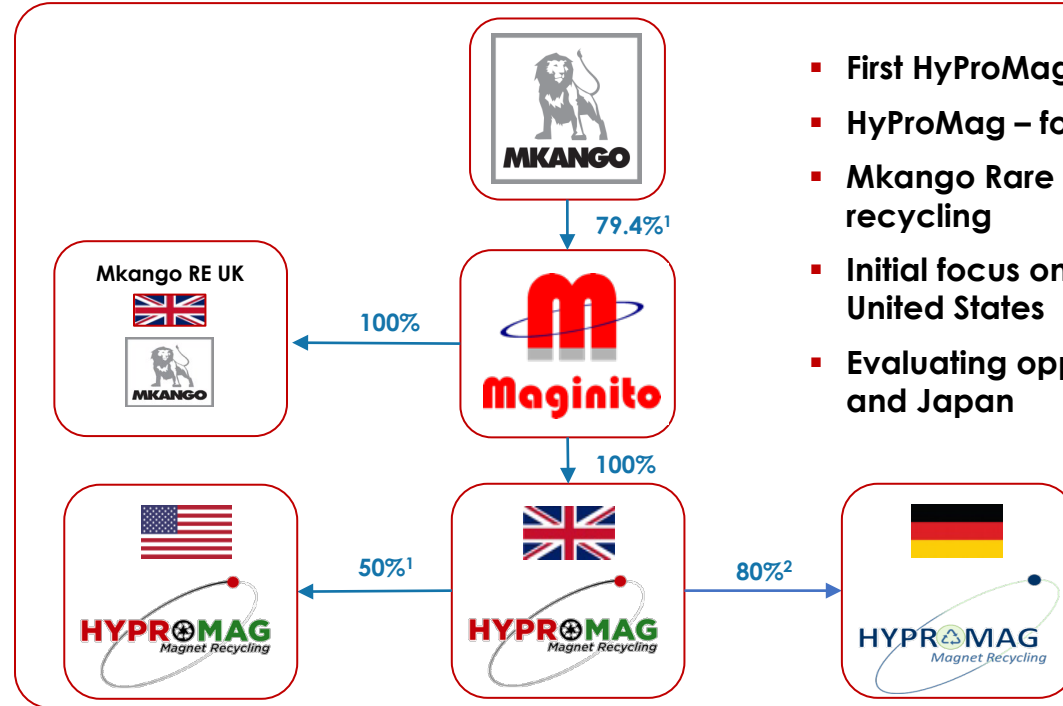 MKANGO
79.4%¹
Mkango RE UK
MKANGO
100%
Maginito
100%
50%¹
80%²
HYPROMAG
Magnet Recycling
HYPROMAG
Magnet Recycling
HYPROMAG
Magnet Recycling
▪ First HyProMag
▪ HyProMag – fo
▪ Mkango Rare
recycling
▪ Initial focus on
United States
▪ Evaluating opp
and Japan